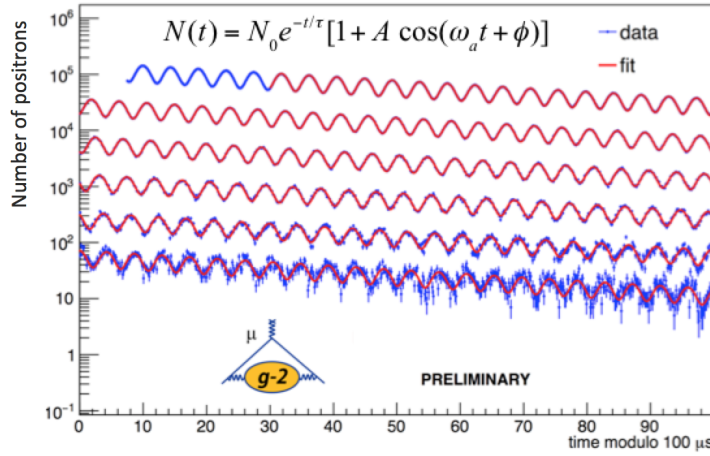 N(t) = N₀e^{-t/τ}[1 + A cos(ωₐt + ϕ)]
data
fit
Number of positrons
10⁶
10⁵
10⁴
10³
10²
10
1
10⁻¹
μ
g-2
PRELIMINARY
0 10 20 30 40 50 60 70 80 90
time modulo 100 μs